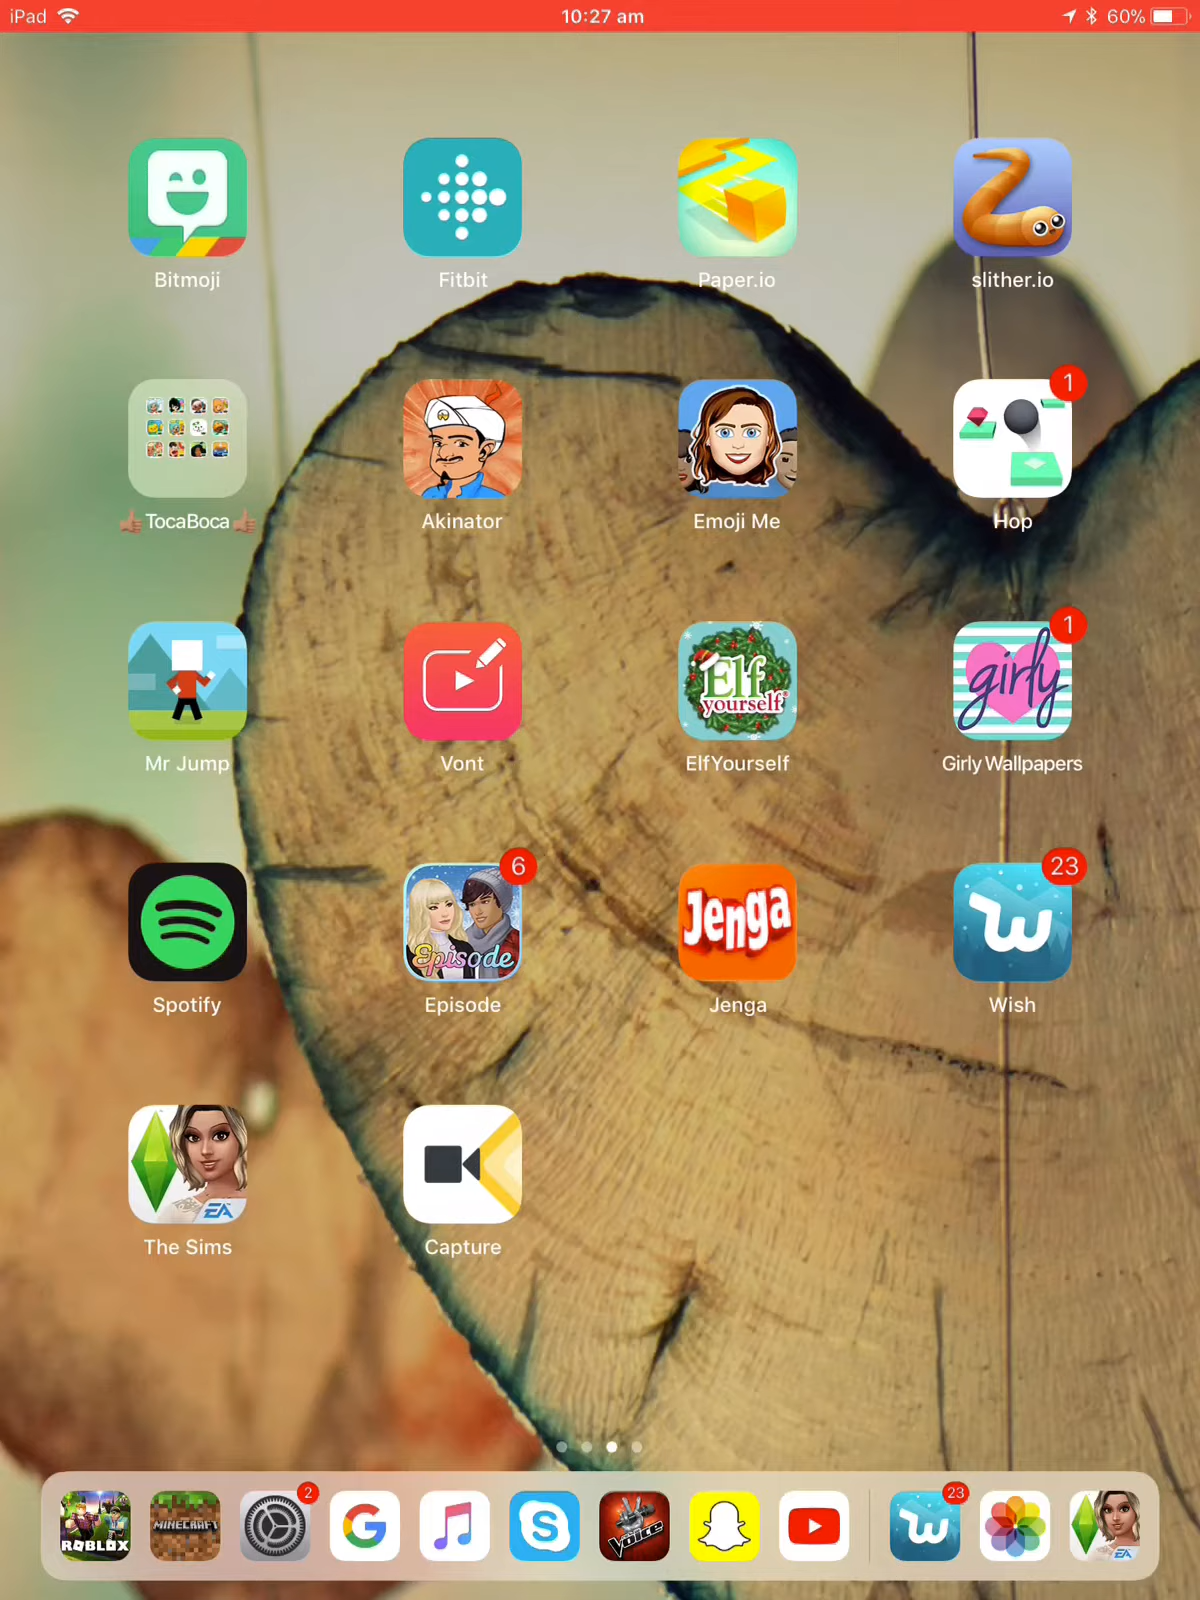 iPad 10:27 am 60%
Bitmoji Fitbit Paper.io slither.io
1
👍🏽TocaBoca👍🏽 Akinator Emoji Me Hop
1
Elf
yourself
girly
Mr Jump Vont ElfYourself Girly Wallpapers
6 23
Jenga
Episode
Spotify Episode Jenga Wish
EA
The Sims Capture
2 23
MINECRAFT
ROBLOX
the Voice
EA